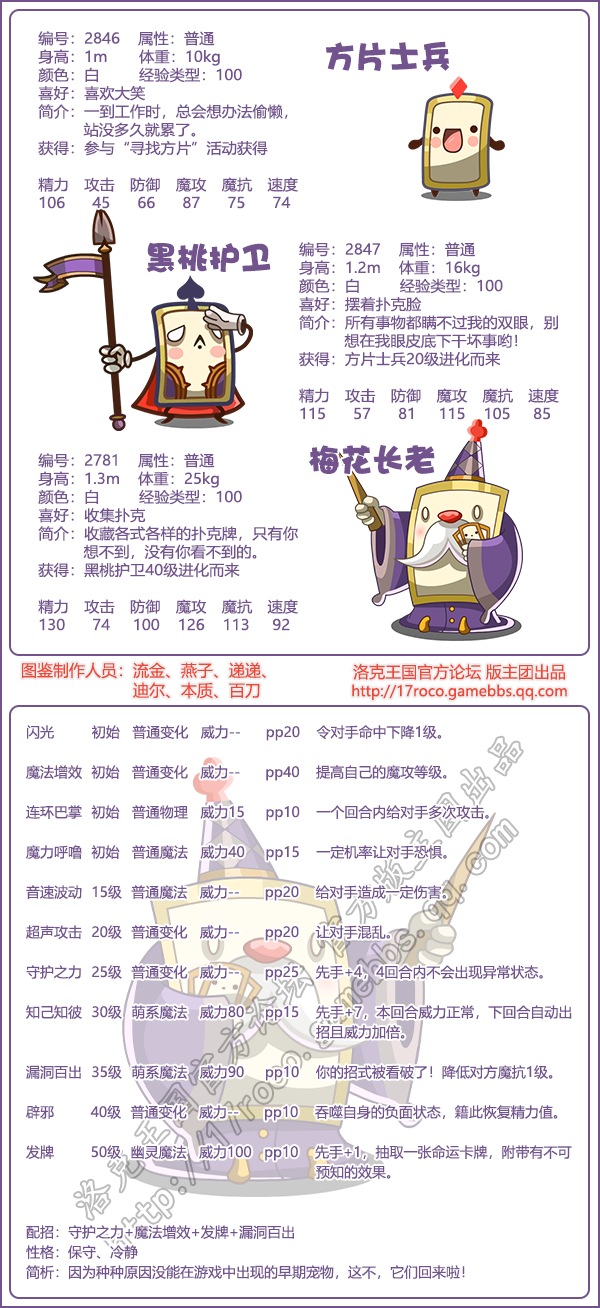 方片士兵
编号：2846 属性：普通
身高：1m 体重：10kg
颜色：白 经验类型：100
喜好：喜欢大笑
简介：一到工作时，总会想办法偷懒，
站没多久就累了。
获得：参与“寻找方片”活动获得
精力 攻击 防御 魔攻 魔抗 速度
106 45 66 87 75 74
黑桃护卫
编号：2847 属性：普通
身高：1.2m 体重：16kg
颜色：白 经验类型：100
喜好：摆着扑克脸
简介：所有事物都瞒不过我的双眼，别
想在我眼皮底下干坏事哟！
获得：方片士兵20级进化而来
精力 攻击 防御 魔攻 魔抗 速度
115 57 81 115 105 85
梅花长老
编号：2781 属性：普通
身高：1.3m 体重：25kg
颜色：白 经验类型：100
喜好：收集扑克
简介：收藏各式各样的扑克牌，只有你
想不到，没有你看不到的。
获得：黑桃护卫40级进化而来
精力 攻击 防御 魔攻 魔抗 速度
130 74 100 126 113 92
图鉴制作人员：流金、燕子、递递、
迪尔、本质、百刀
洛克王国官方论坛 版主团出品
http://17roco.gamebbs.qq.com
闪光 初始 普通变化 威力-- pp20 令对手命中下降1级。
魔法增效 初始 普通变化 威力-- pp40 提高自己的魔攻等级。
连环巴掌 初始 普通物理 威力15 pp10 一个回合内给对手多次攻击。
魔力呼噜 初始 普通魔法 威力40 pp15 一定机率让对手恐惧。
音速波动 15级 普通魔法 威力-- pp20 给对手造成一定伤害。
超声攻击 20级 普通变化 威力-- pp20 让对手混乱。
守护之力 25级 普通变化 威力-- pp25 先手+4，4回合内不会出现异常状态。
知己知彼 30级 萌系魔法 威力80 pp15 先手+7，本回合威力正常，下回合自动出
招且威力加倍。
漏洞百出 35级 萌系魔法 威力90 pp10 你的招式被看破了！降低对方魔抗1级。
辟邪 40级 普通变化 威力-- pp10 吞噬自身的负面状态，籍此恢复精力值。
发牌 50级 幽灵魔法 威力100 pp10 先手+1，抽取一张命运卡牌，附带有不可
预知的效果。
配招：守护之力+魔法增效+发牌+漏洞百出
性格：保守、冷静
简析：因为种种原因没能在游戏中出现的早期宠物，这不，它们回来啦！
洛克王国官方论坛 官方版主团出品
http://17roco.gamebbs.qq.com